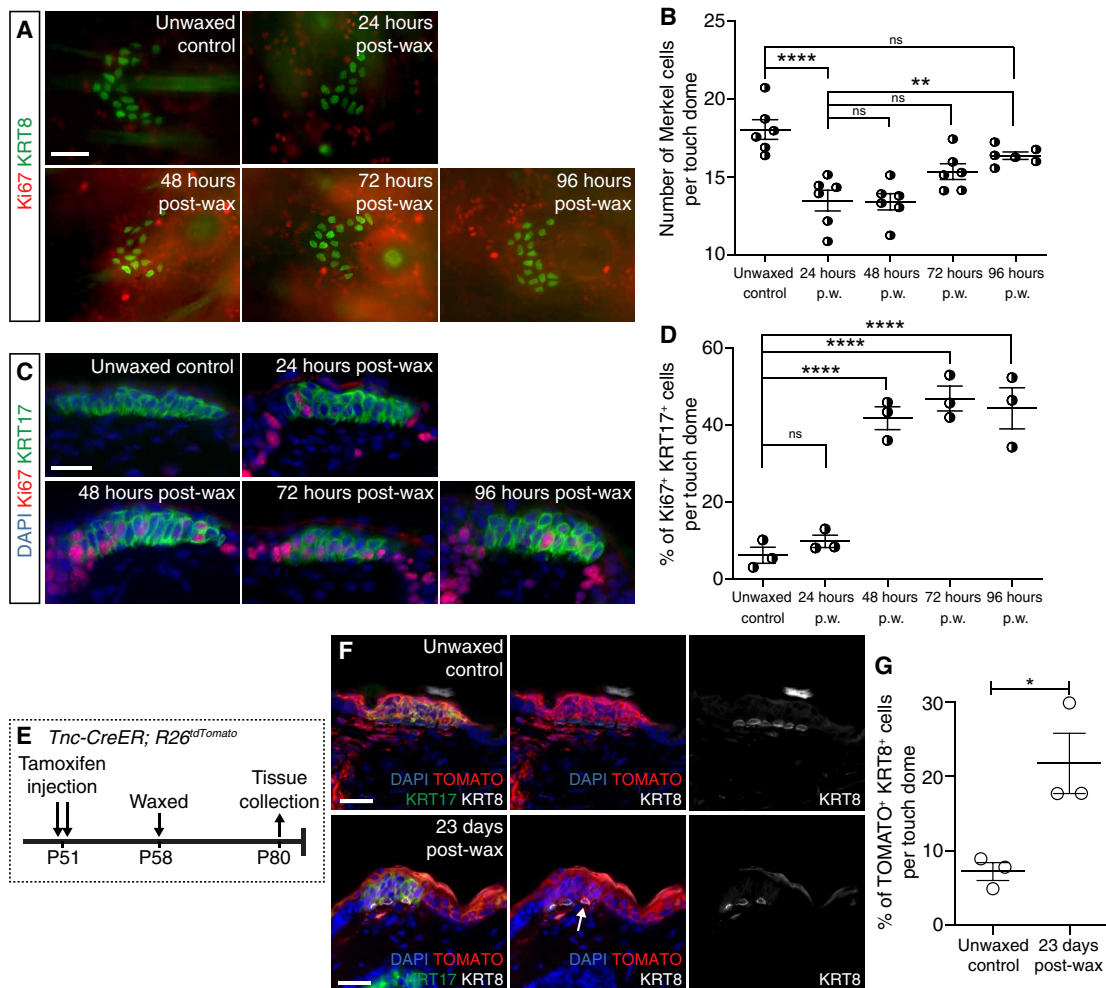 A
Ki67 KRT8
Unwaxed
control
24 hours
post-wax
48 hours
post-wax
72 hours
post-wax
96 hours
post-wax
B
Number of Merkel cells
per touch dome
25
20
15
10
ns
****
**
ns
ns
Unwaxed
control
24 hours
p.w.
48 hours
p.w.
72 hours
p.w.
96 hours
p.w.
C
DAPI Ki67 KRT17
Unwaxed control
24 hours post-wax
48 hours post-wax
72 hours post-wax
96 hours post-wax
D
% of Ki67+ KRT17+ cells
per touch dome
60
40
20
0
****
****
****
ns
Unwaxed
control
24 hours
p.w.
48 hours
p.w.
72 hours
p.w.
96 hours
p.w.
E
Tnc-CreER; R26tdTomato
Tamoxifen
injection
Waxed
Tissue
collection
P51
P58
P80
F
Unwaxed
control
DAPI TOMATO
KRT17 KRT8
DAPI TOMATO
KRT8
KRT8
23 days
post-wax
DAPI TOMATO
KRT17 KRT8
DAPI TOMATO
KRT8
KRT8
G
% of TOMATO+ KRT8+ cells
per touch dome
30
20
10
0
*
Unwaxed
control
23 days
post-wax